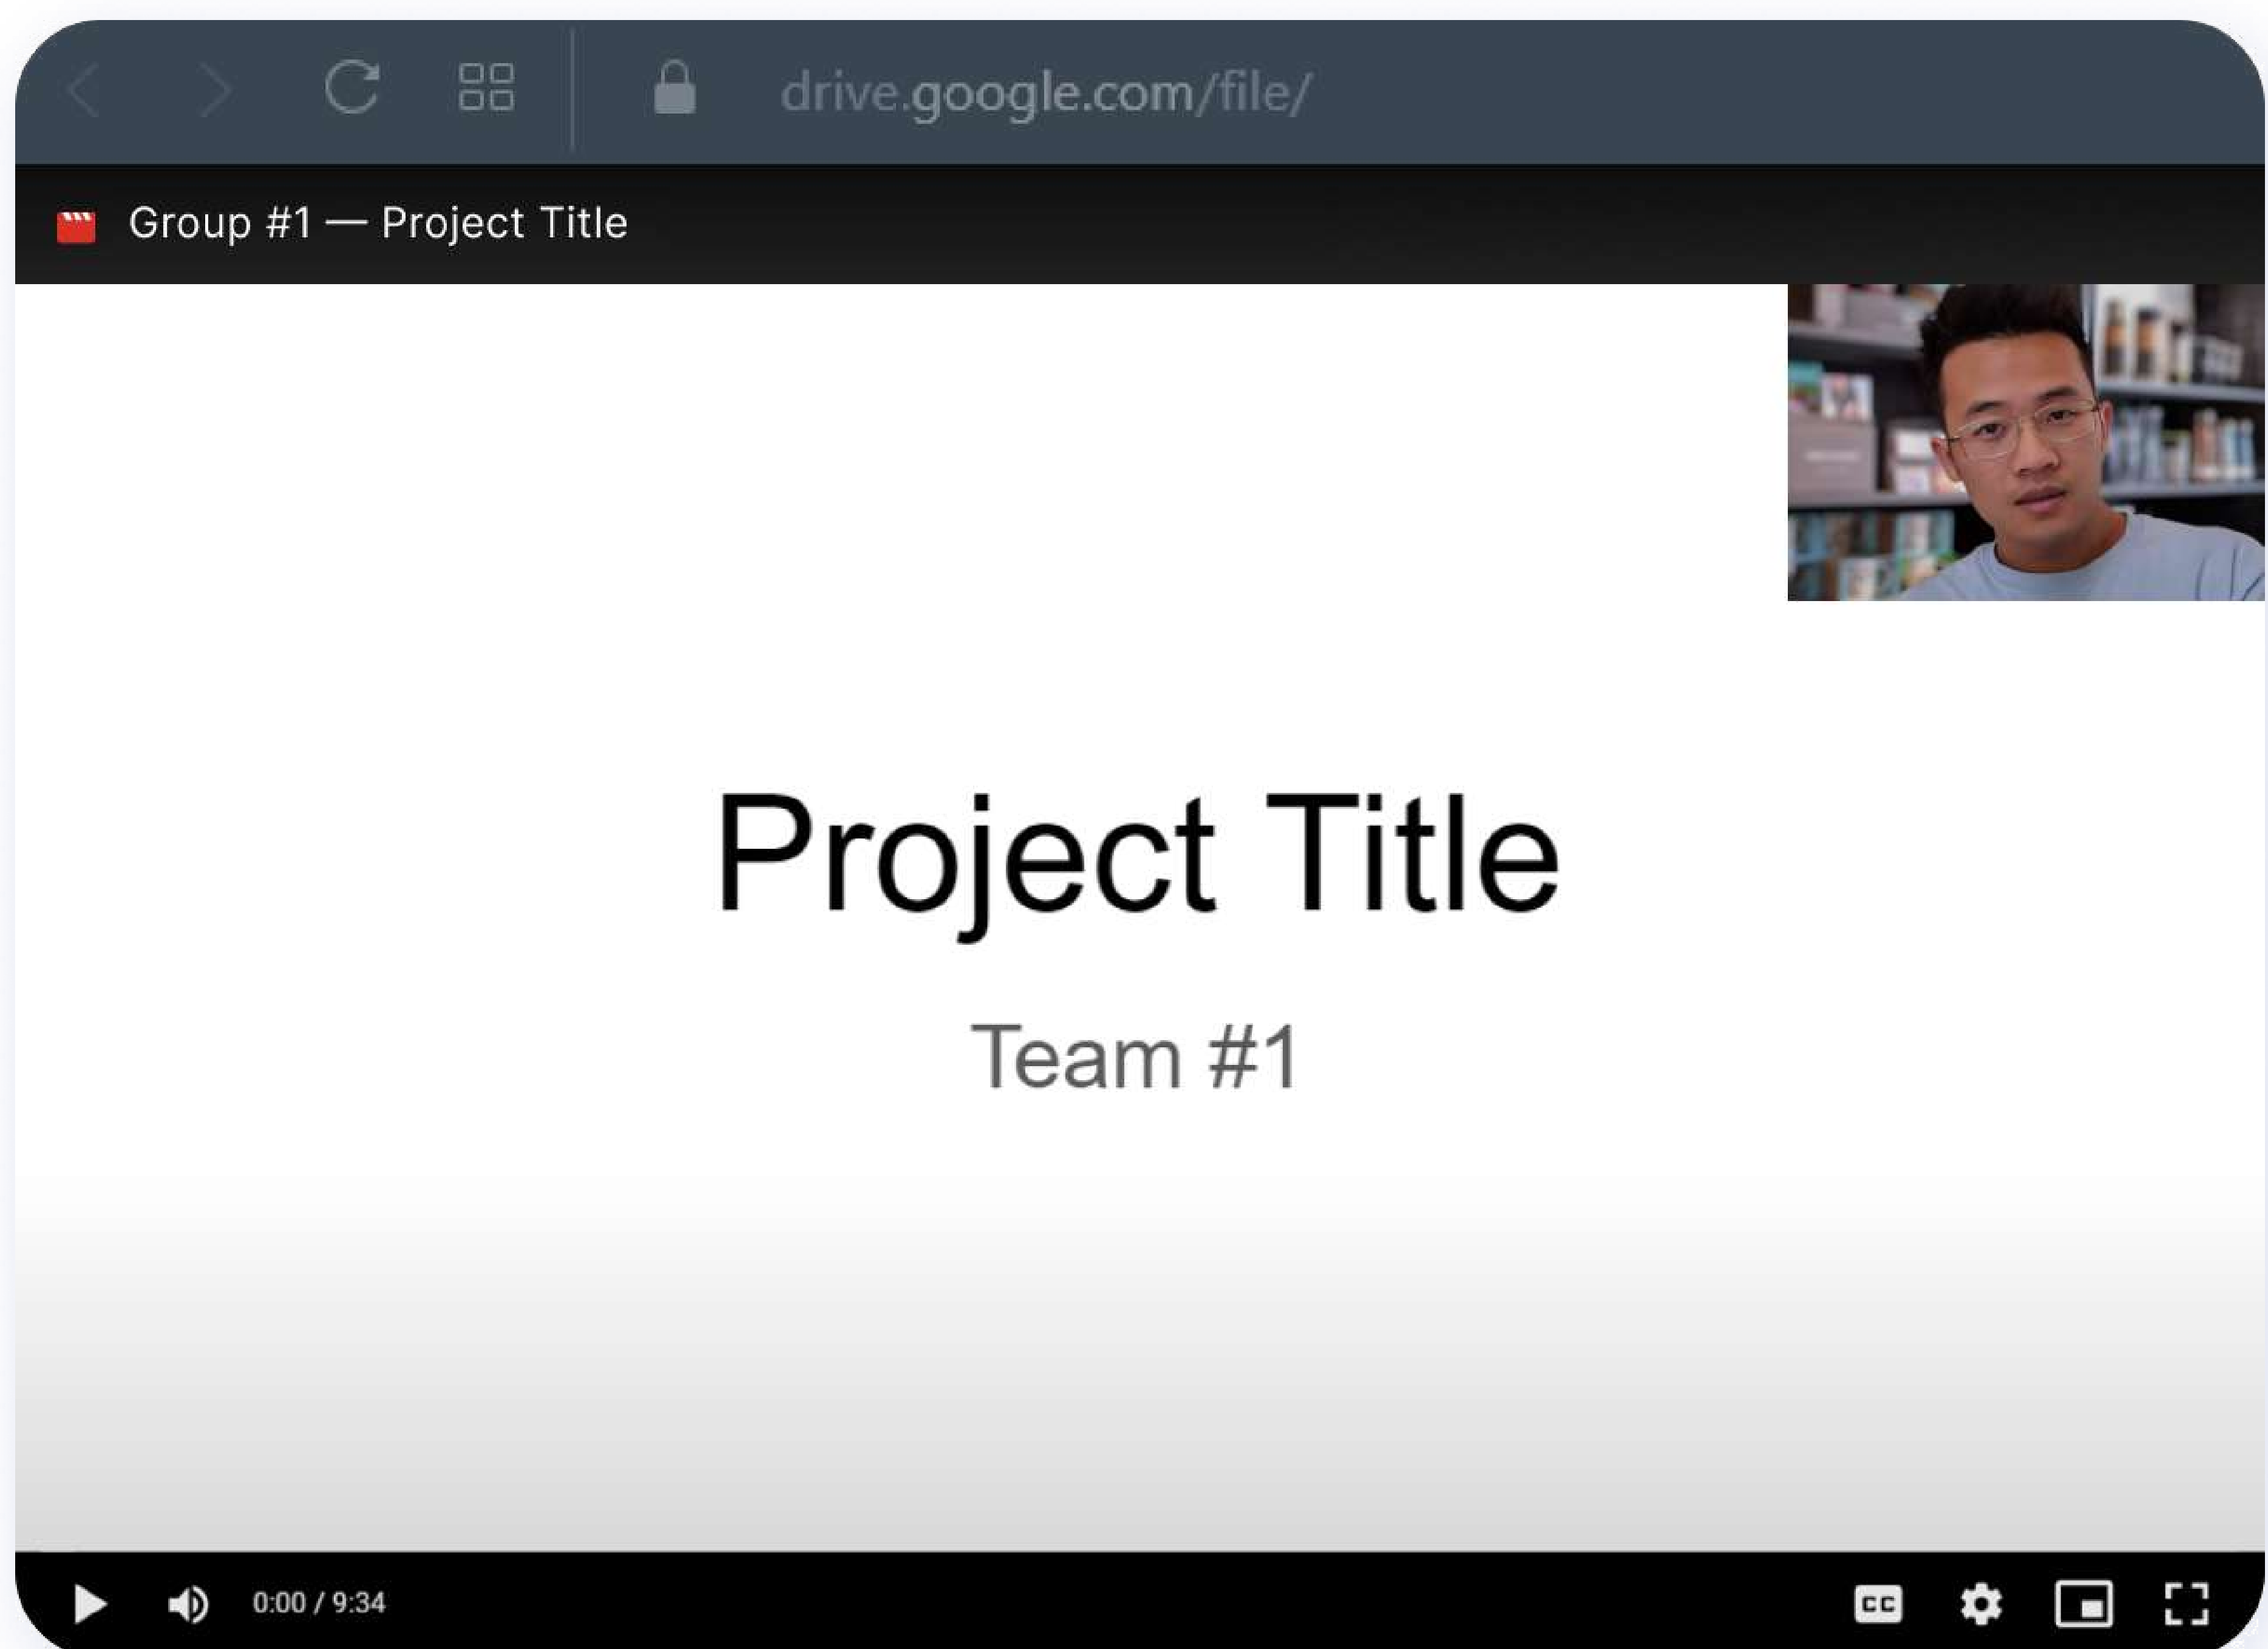 drive.google.com/file/
Group #1 — Project Title
Project Title
Team #1
0:00 / 9:34
CC